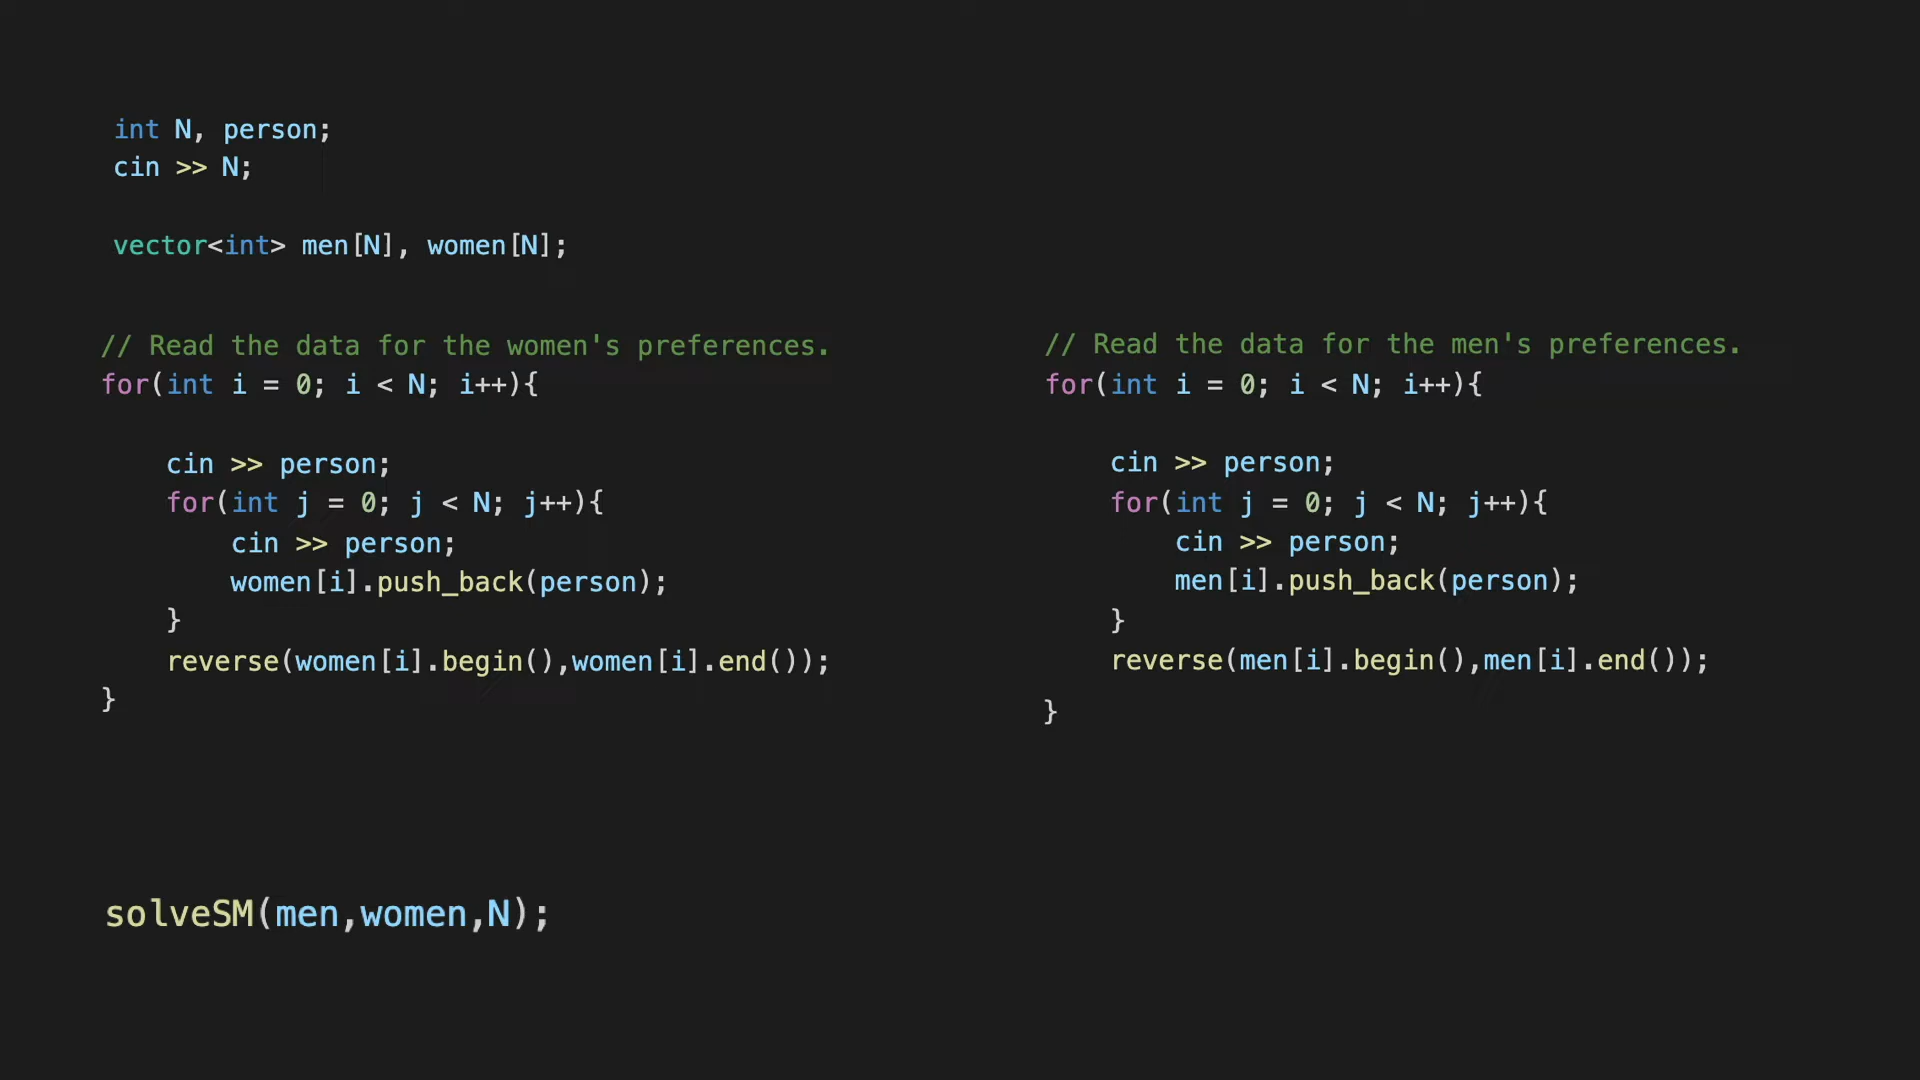 int N, person;
cin >> N;
vector<int> men[N], women[N];
// Read the data for the women's preferences.
for(int i = 0; i < N; i++){
cin >> person;
for(int j = 0; j < N; j++){
cin >> person;
women[i].push_back(person);
}
reverse(women[i].begin(),women[i].end());
}
// Read the data for the men's preferences.
for(int i = 0; i < N; i++){
cin >> person;
for(int j = 0; j < N; j++){
cin >> person;
men[i].push_back(person);
}
reverse(men[i].begin(),men[i].end());
}
solveSM(men,women,N);